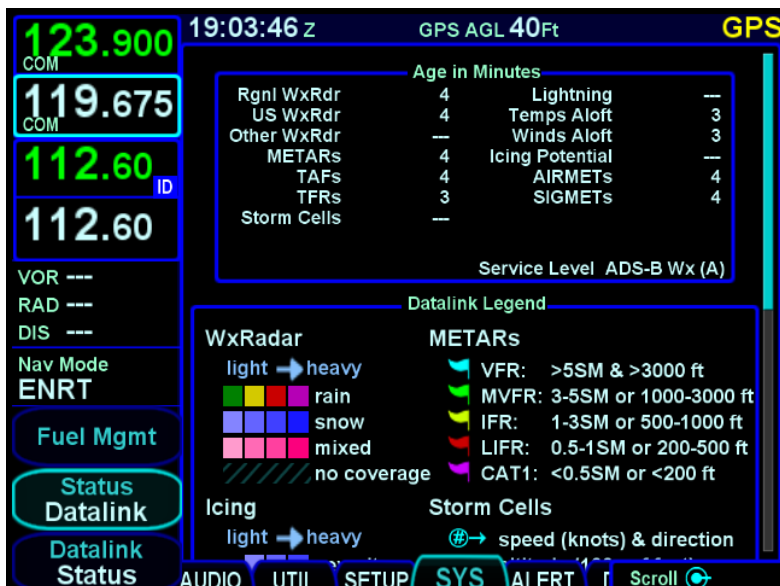 123.900
COM
119.675
COM
112.60
ID
112.60
VOR ---
RAD ---
DIS ---
Nav Mode
ENRT
Fuel Mgmt
Status
Datalink
Datalink
Status
19:03:46 Z GPS AGL 40Ft GPS
Age in Minutes
Rgnl WxRdr 4 Lightning ---
US WxRdr 4 Temps Aloft 3
Other WxRdr --- Winds Aloft 3
METARs 4 Icing Potential ---
TAFs 4 AIRMETs 4
TFRs 3 SIGMETs 4
Storm Cells ---
Service Level ADS-B Wx (A)
Datalink Legend
WxRadar METARs
light heavy VFR: >5SM & >3000 ft
rain MVFR: 3-5SM or 1000-3000 ft
snow IFR: 1-3SM or 500-1000 ft
mixed LIFR: 0.5-1SM or 200-500 ft
no coverage CAT1: <0.5SM or <200 ft
Icing Storm Cells
light heavy # → speed (knots) & direction
AUDIO UTIL SETUP SYS ALERT Scroll